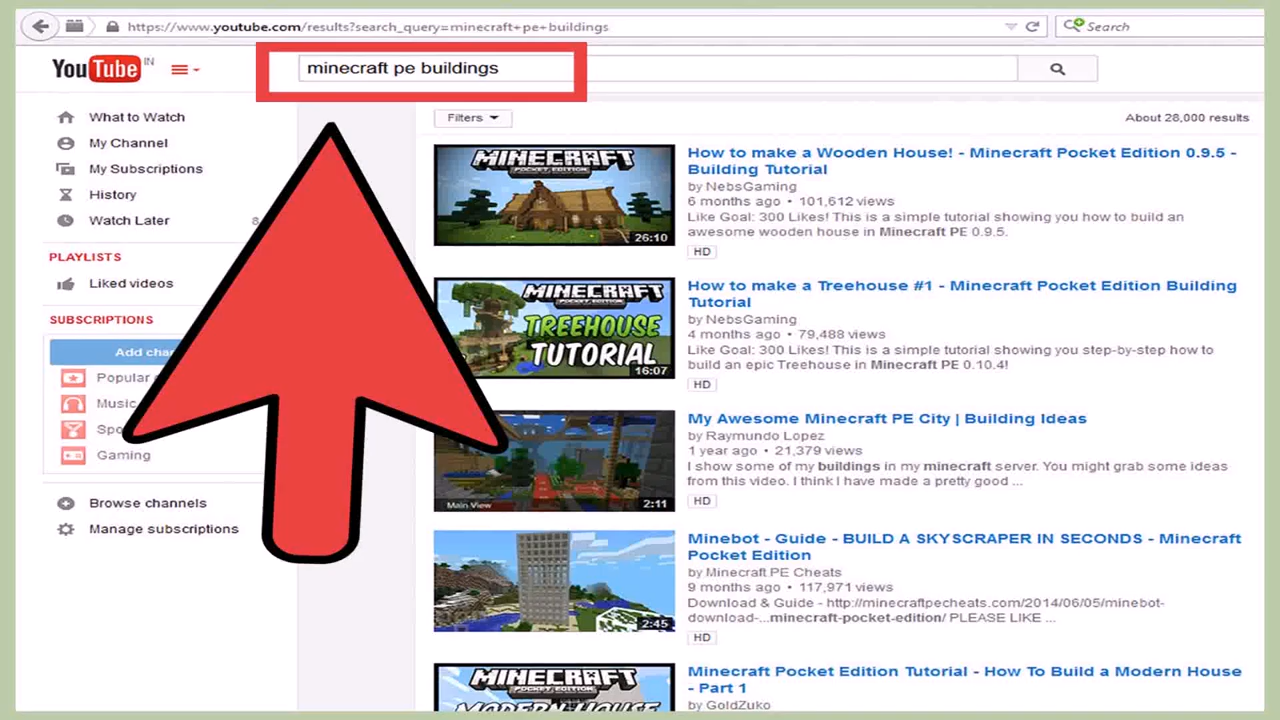 https://www.youtube.com/results?search_query=minecraft+pe+buildings
Search
YouTube IN
minecraft pe buildings
What to Watch
My Channel
My Subscriptions
History
Watch Later
8
PLAYLISTS
Liked videos
SUBSCRIPTIONS
Add cha
Popular
Music
Spo
Gaming
Browse channels
Manage subscriptions
Filters
About 28,000 results
MINECRAFT
POCKET EDITION
26:10
How to make a Wooden House! - Minecraft Pocket Edition 0.9.5 -
Building Tutorial
by NebsGaming
6 months ago • 101,612 views
Like Goal: 300 Likes! This is a simple tutorial showing you how to build an
awesome wooden house in Minecraft PE 0.9.5.
HD
MINECRAFT
POCKET EDITION
TREEHOUSE
TUTORIAL
16:07
How to make a Treehouse #1 - Minecraft Pocket Edition Building
Tutorial
by NebsGaming
4 months ago • 79,488 views
Like Goal: 300 Likes! This is a simple tutorial showing you step-by-step how to
build an epic Treehouse in Minecraft PE 0.10.4!
HD
Main View
2:11
My Awesome Minecraft PE City | Building Ideas
by Raymundo Lopez
1 year ago • 21,379 views
I show some of my buildings in my minecraft server. You might grab some ideas
from this video. I think I have made a pretty good ...
HD
2:45
Minebot - Guide - BUILD A SKYSCRAPER IN SECONDS - Minecraft
Pocket Edition
by Minecraft PE Cheats
9 months ago • 117,971 views
Download & Guide - http://minecraftpecheats.com/2014/06/05/minebot-
download-...minecraft-pocket-edition/ PLEASE LIKE ...
HD
MINECRAFT
POCKET EDITION
MODERN HOUSE
Minecraft Pocket Edition Tutorial - How To Build a Modern House
- Part 1
by GoldZuko